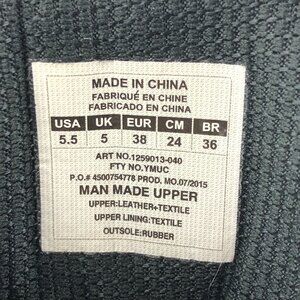 MADE IN CHINA
FABRIQUÉ EN CHINE
FABRICADO EN CHINA
USA UK EUR CM BR
5.5 5 38 24 36
ART NO.1259013-040
FTY NO.YMUC
P.O.# 4500754778 PROD. MO.07/2015
MAN MADE UPPER
UPPER:LEATHER+TEXTILE
UPPER LINING:TEXTILE
OUTSOLE:RUBBER